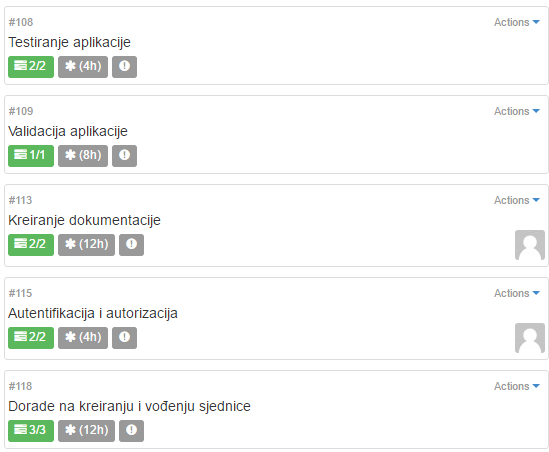 #108 Actions
Testiranje aplikacije
2/2 (4h)
#109 Actions
Validacija aplikacije
1/1 (8h)
#113 Actions
Kreiranje dokumentacije
2/2 (12h)
#115 Actions
Autentifikacija i autorizacija
2/2 (4h)
#118 Actions
Dorade na kreiranju i vođenju sjednice
3/3 (12h)